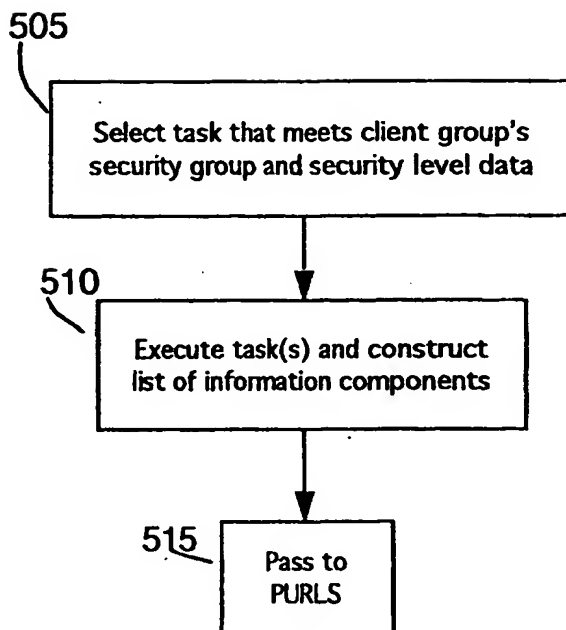 505
Select task that meets client group's
security group and security level data
510
Execute task(s) and construct
list of information components
515
Pass to
PURLS